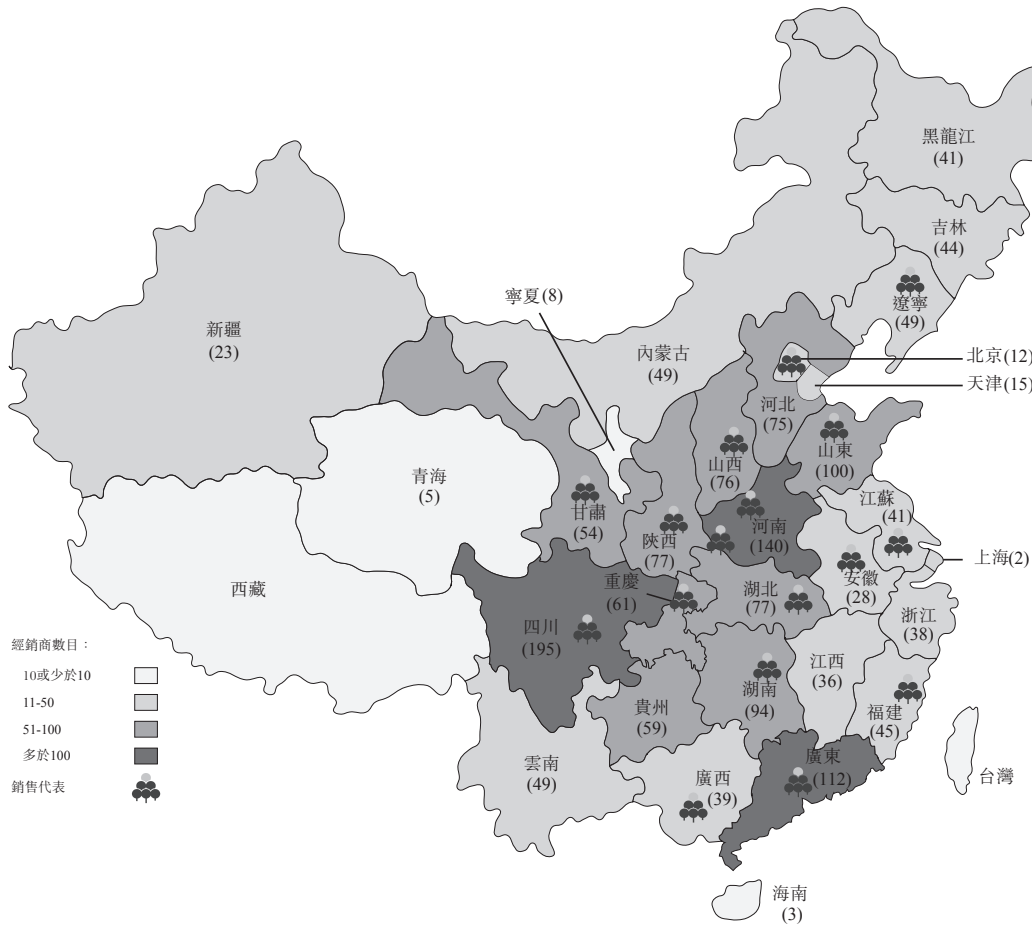 黑龍江
(41)
吉林
(44)
遼寧
(49)
寧夏(8)
新疆
(23)
內蒙古
(49)
北京(12)
天津(15)
河北
(75)
山東
(100)
山西
(76)
青海
(5)
甘肅
(54)
陝西
(77)
河南
(140)
江蘇
(41)
上海(2)
安徽
(28)
西藏
重慶
(61)
湖北
(77)
浙江
(38)
四川
(195)
江西
(36)
湖南
(94)
貴州
(59)
福建
(45)
雲南
(49)
廣西
(39)
廣東
(112)
台灣
海南
(3)
經銷商數目：
10或少於10
11-50
51-100
多於100
銷售代表